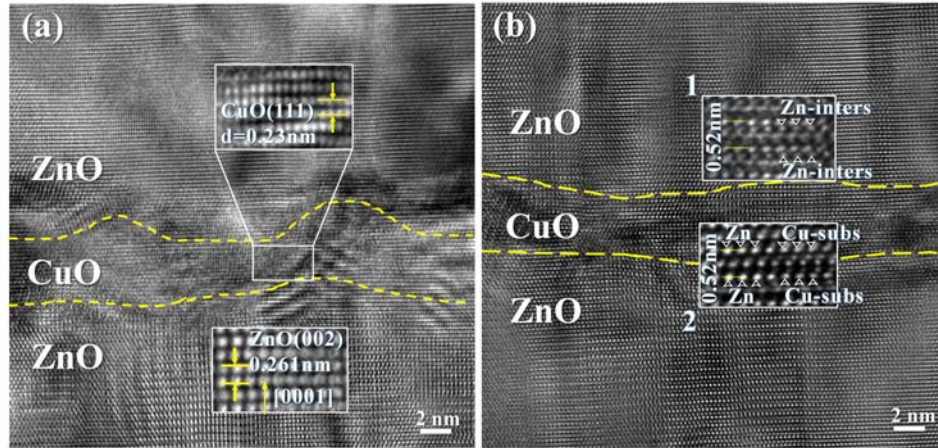 (a)
CuO(111)
d=0.23nm
ZnO
CuO
ZnO
ZnO(002)
0.261nm
[0001]
2 nm
(b)
1
ZnO
0.52nm
Zn-inters
Zn-inters
CuO
0.52nm
Zn
Cu-subs
Zn
Cu-subs
ZnO
2
2 nm